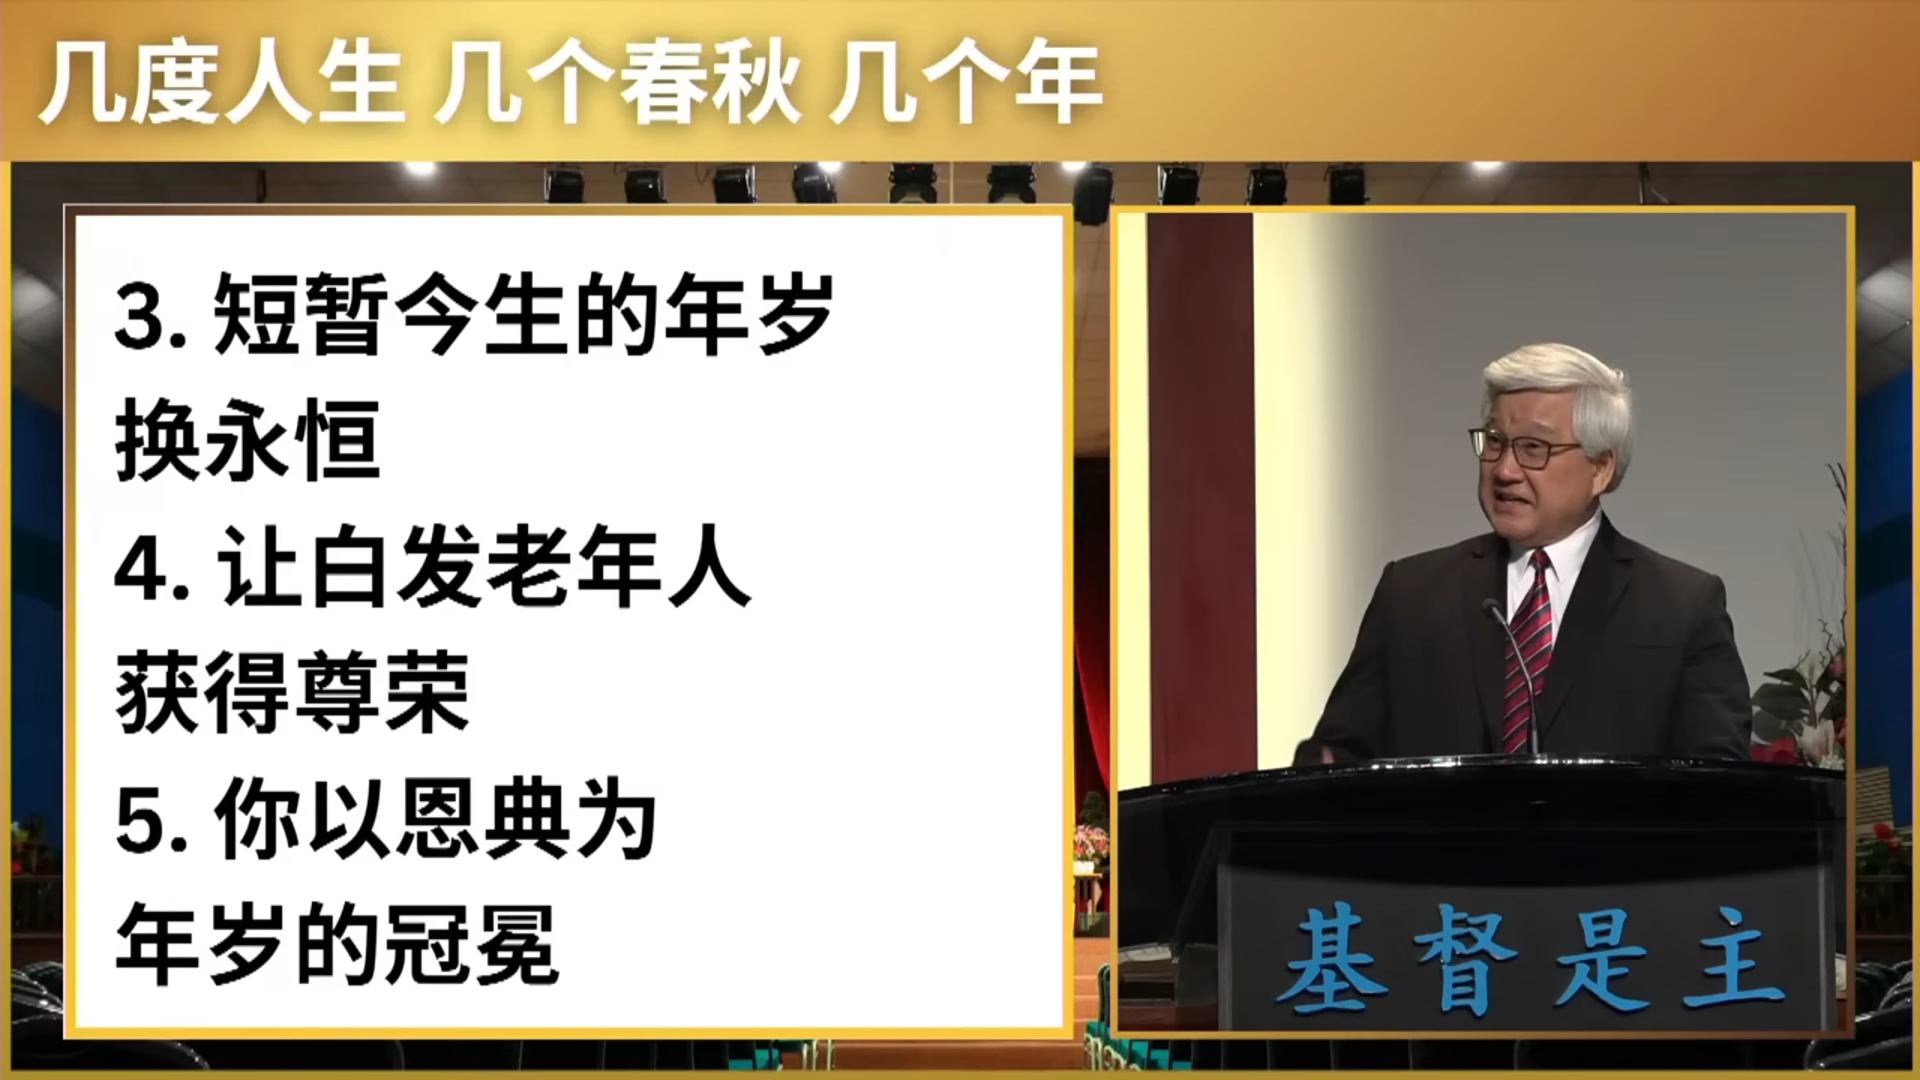 几度人生 几个春秋 几个年
3. 短暂今生的年岁
换永恒
4. 让白发老年人
获得尊荣
5. 你以恩典为
年岁的冠冕
基督是主